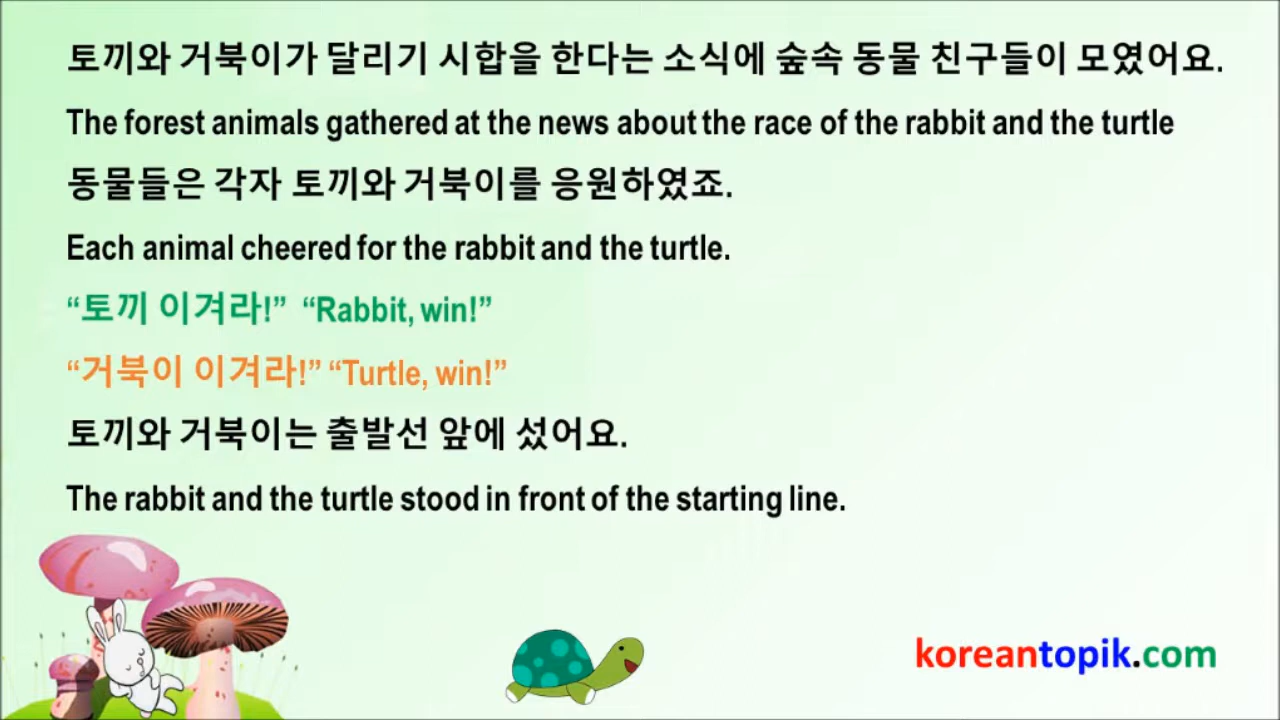 토끼와 거북이가 달리기 시합을 한다는 소식에 숲속 동물 친구들이 모였어요.
The forest animals gathered at the news about the race of the rabbit and the turtle
동물들은 각자 토끼와 거북이를 응원하였죠.
Each animal cheered for the rabbit and the turtle.
“토끼 이겨라!” “Rabbit, win!”
“거북이 이겨라!” “Turtle, win!”
토끼와 거북이는 출발선 앞에 섰어요.
The rabbit and the turtle stood in front of the starting line.
koreantopik.com